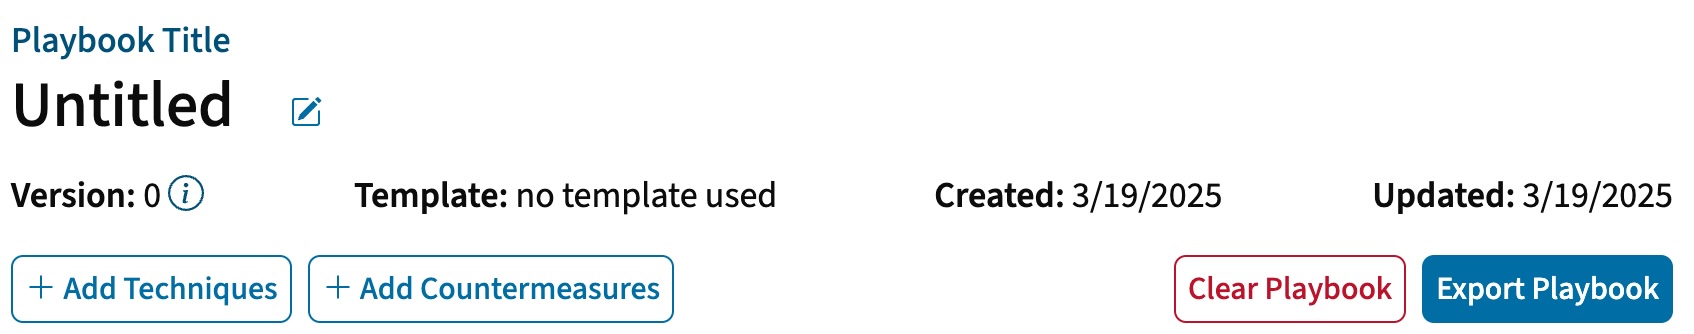 Playbook Title
Untitled
Version: 0 i Template: no template used Created: 3/19/2025 Updated: 3/19/2025
+ Add Techniques + Add Countermeasures Clear Playbook Export Playbook